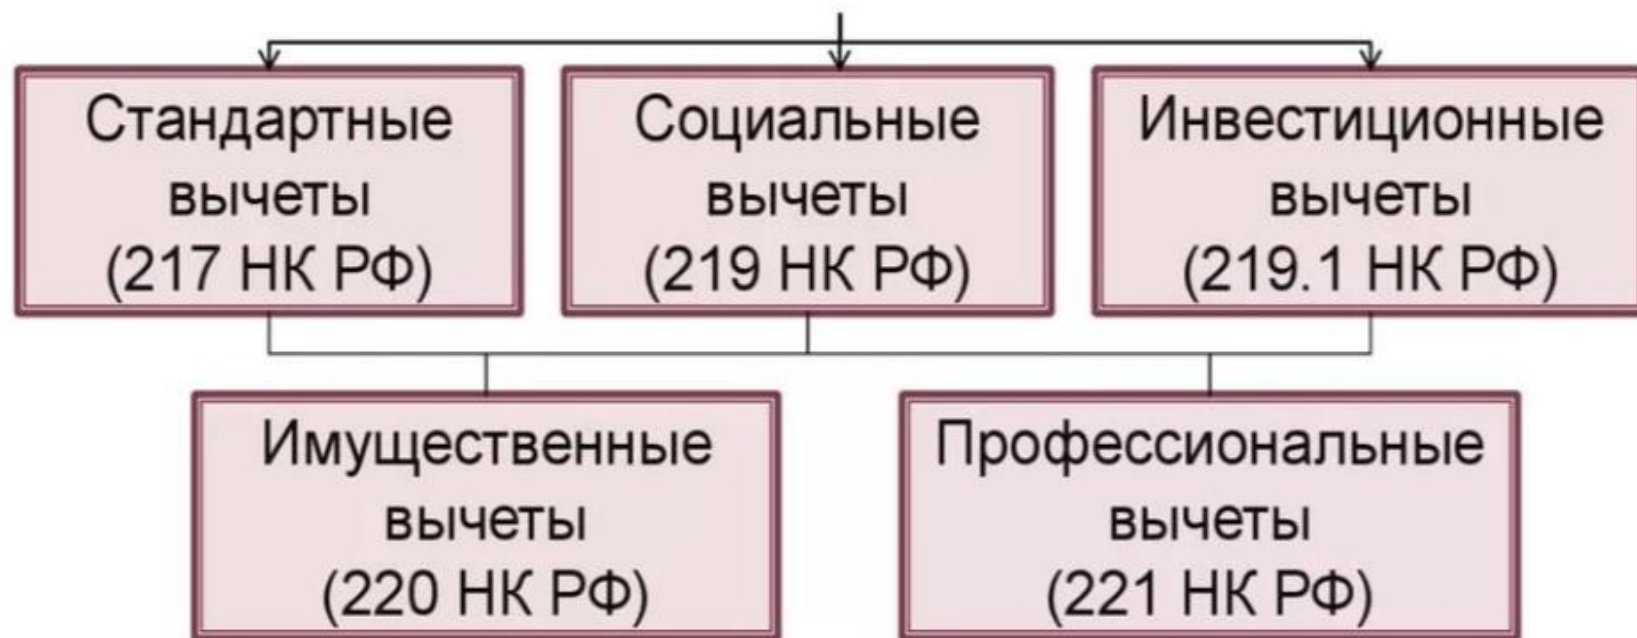 Стандартные
вычеты
(217 НК РФ)
Социальные
вычеты
(219 НК РФ)
Инвестиционные
вычеты
(219.1 НК РФ)
Имущественные
вычеты
(220 НК РФ)
Профессиональные
вычеты
(221 НК РФ)